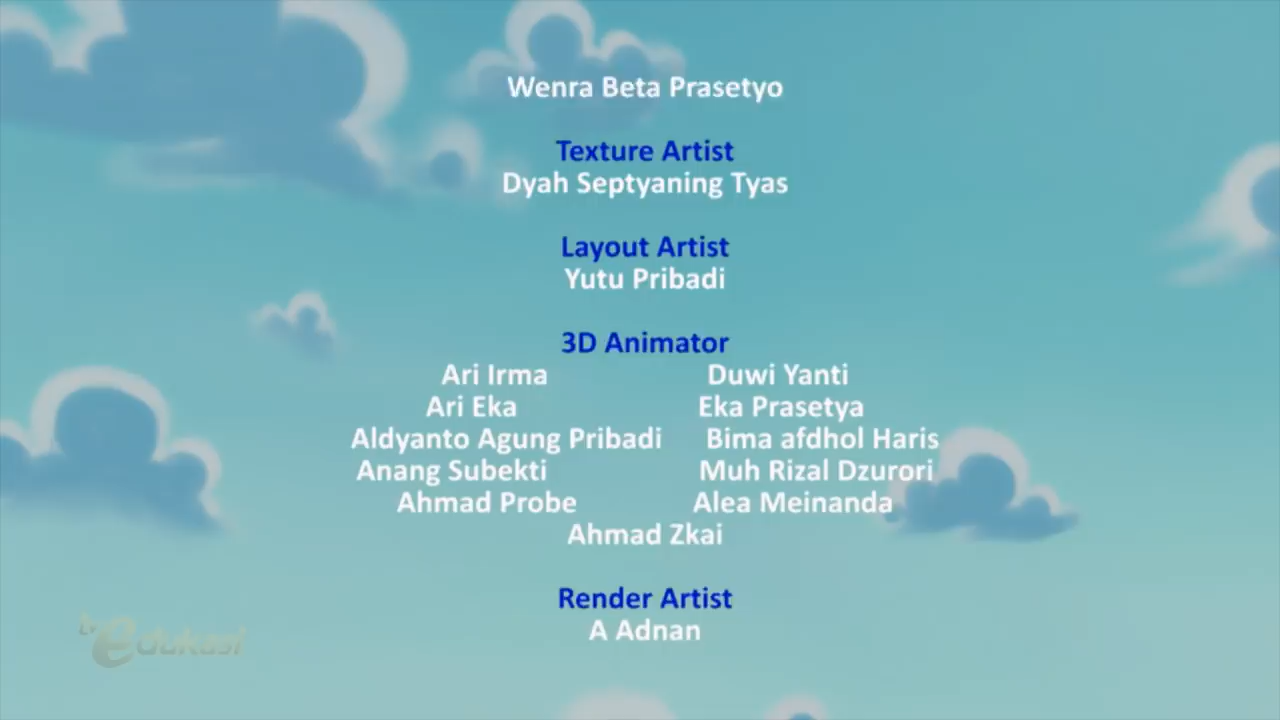 Wenra Beta Prasetyo
Texture Artist
Dyah Septyaning Tyas
Layout Artist
Yutu Pribadi
3D Animator
Ari Irma Duwi Yanti
Ari Eka Eka Prasetya
Aldyanto Agung Pribadi Bima afdhol Haris
Anang Subekti Muh Rizal Dzurori
Ahmad Probe Alea Meinanda
Ahmad Zkai
Render Artist
A Adnan
tv edukasi